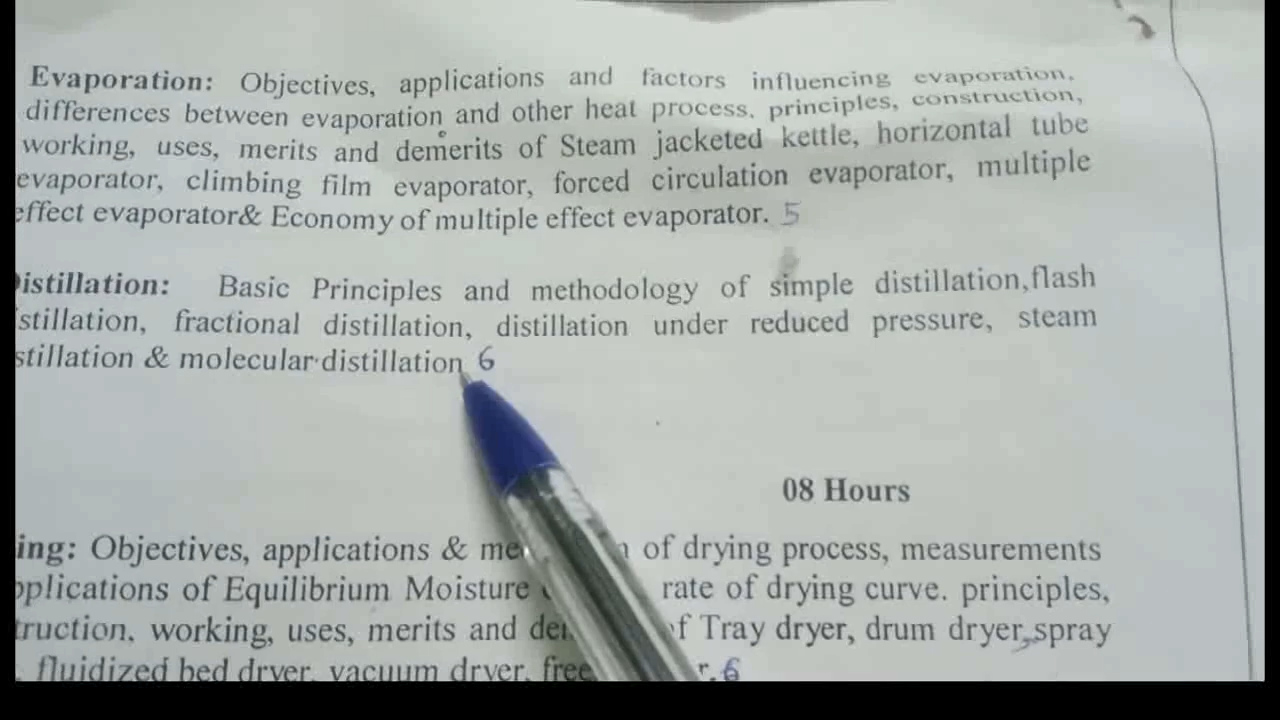 Evaporation: Objectives, applications and factors influencing evaporation,
differences between evaporation and other heat process, principles, construction,
working, uses, merits and demerits of Steam jacketed kettle, horizontal tube
evaporator, climbing film evaporator, forced circulation evaporator, multiple
effect evaporator& Economy of multiple effect evaporator. 5
istillation: Basic Principles and methodology of simple distillation,flash
stillation, fractional distillation, distillation under reduced pressure, steam
stillation & molecular distillation 6
08 Hours
ing: Objectives, applications & me of drying process, measurements
pplications of Equilibrium Moisture rate of drying curve. principles,
truction, working, uses, merits and de of Tray dryer, drum dryer, spray
fluidized bed dryer, vacuum dryer, free r. 6